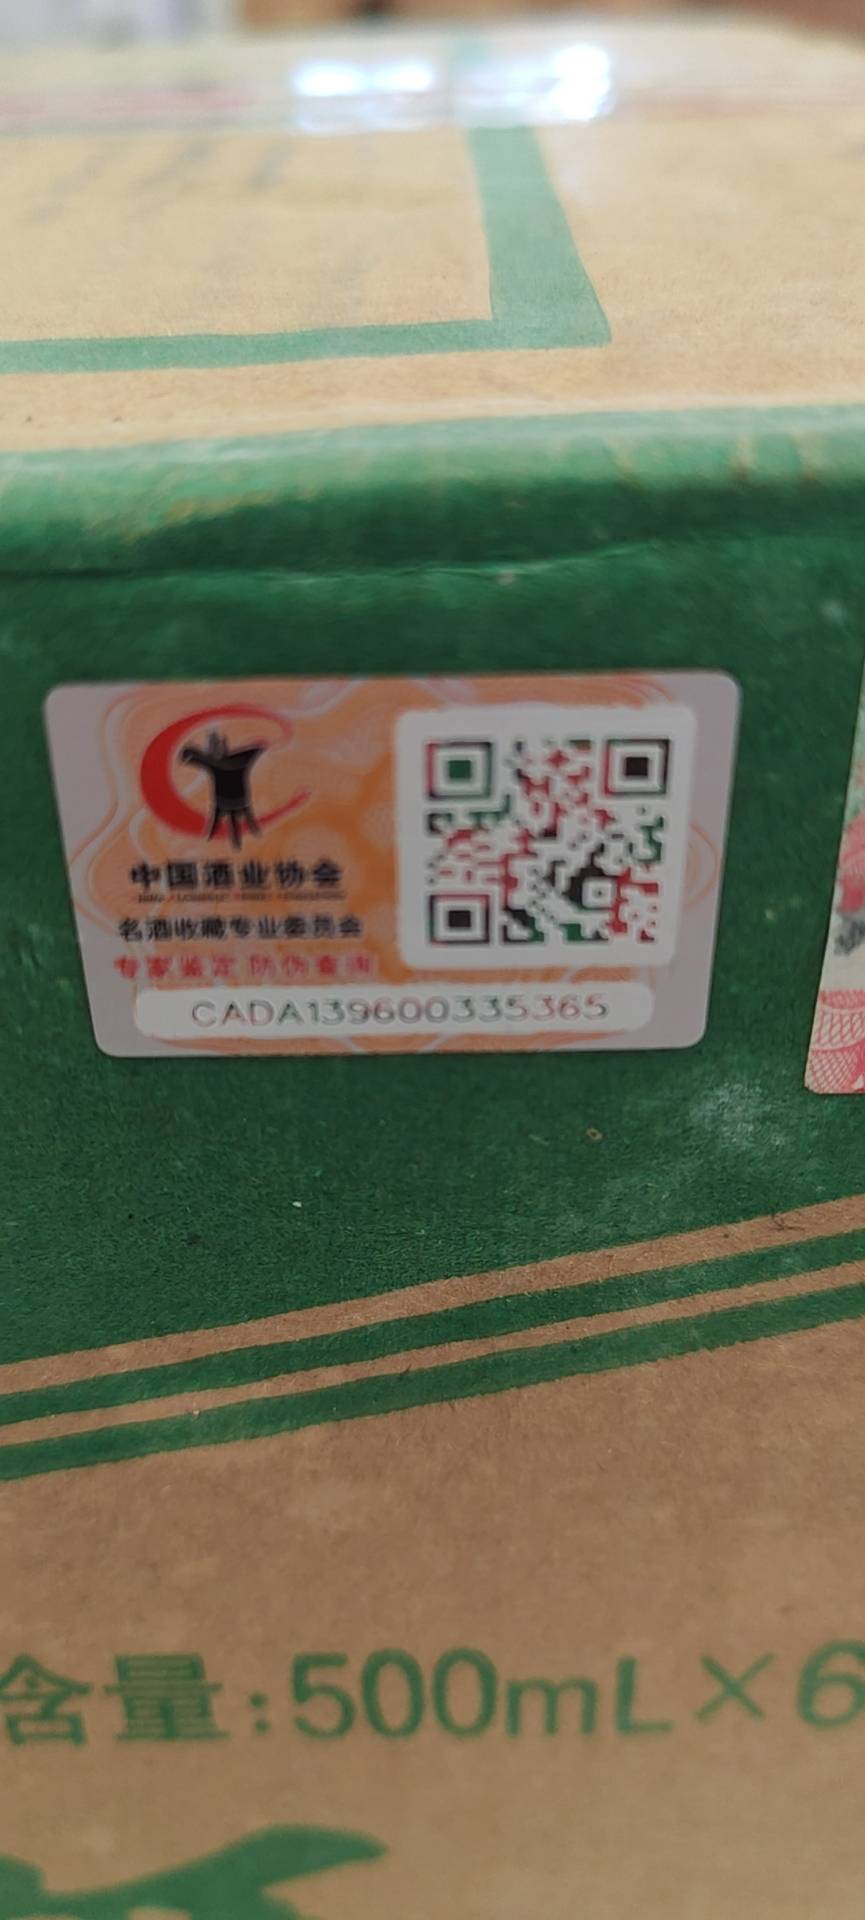 中国酒业协会
名酒收藏专业委员会
专家鉴定 防伪查询
CADA139600335365
含量:500mL×6